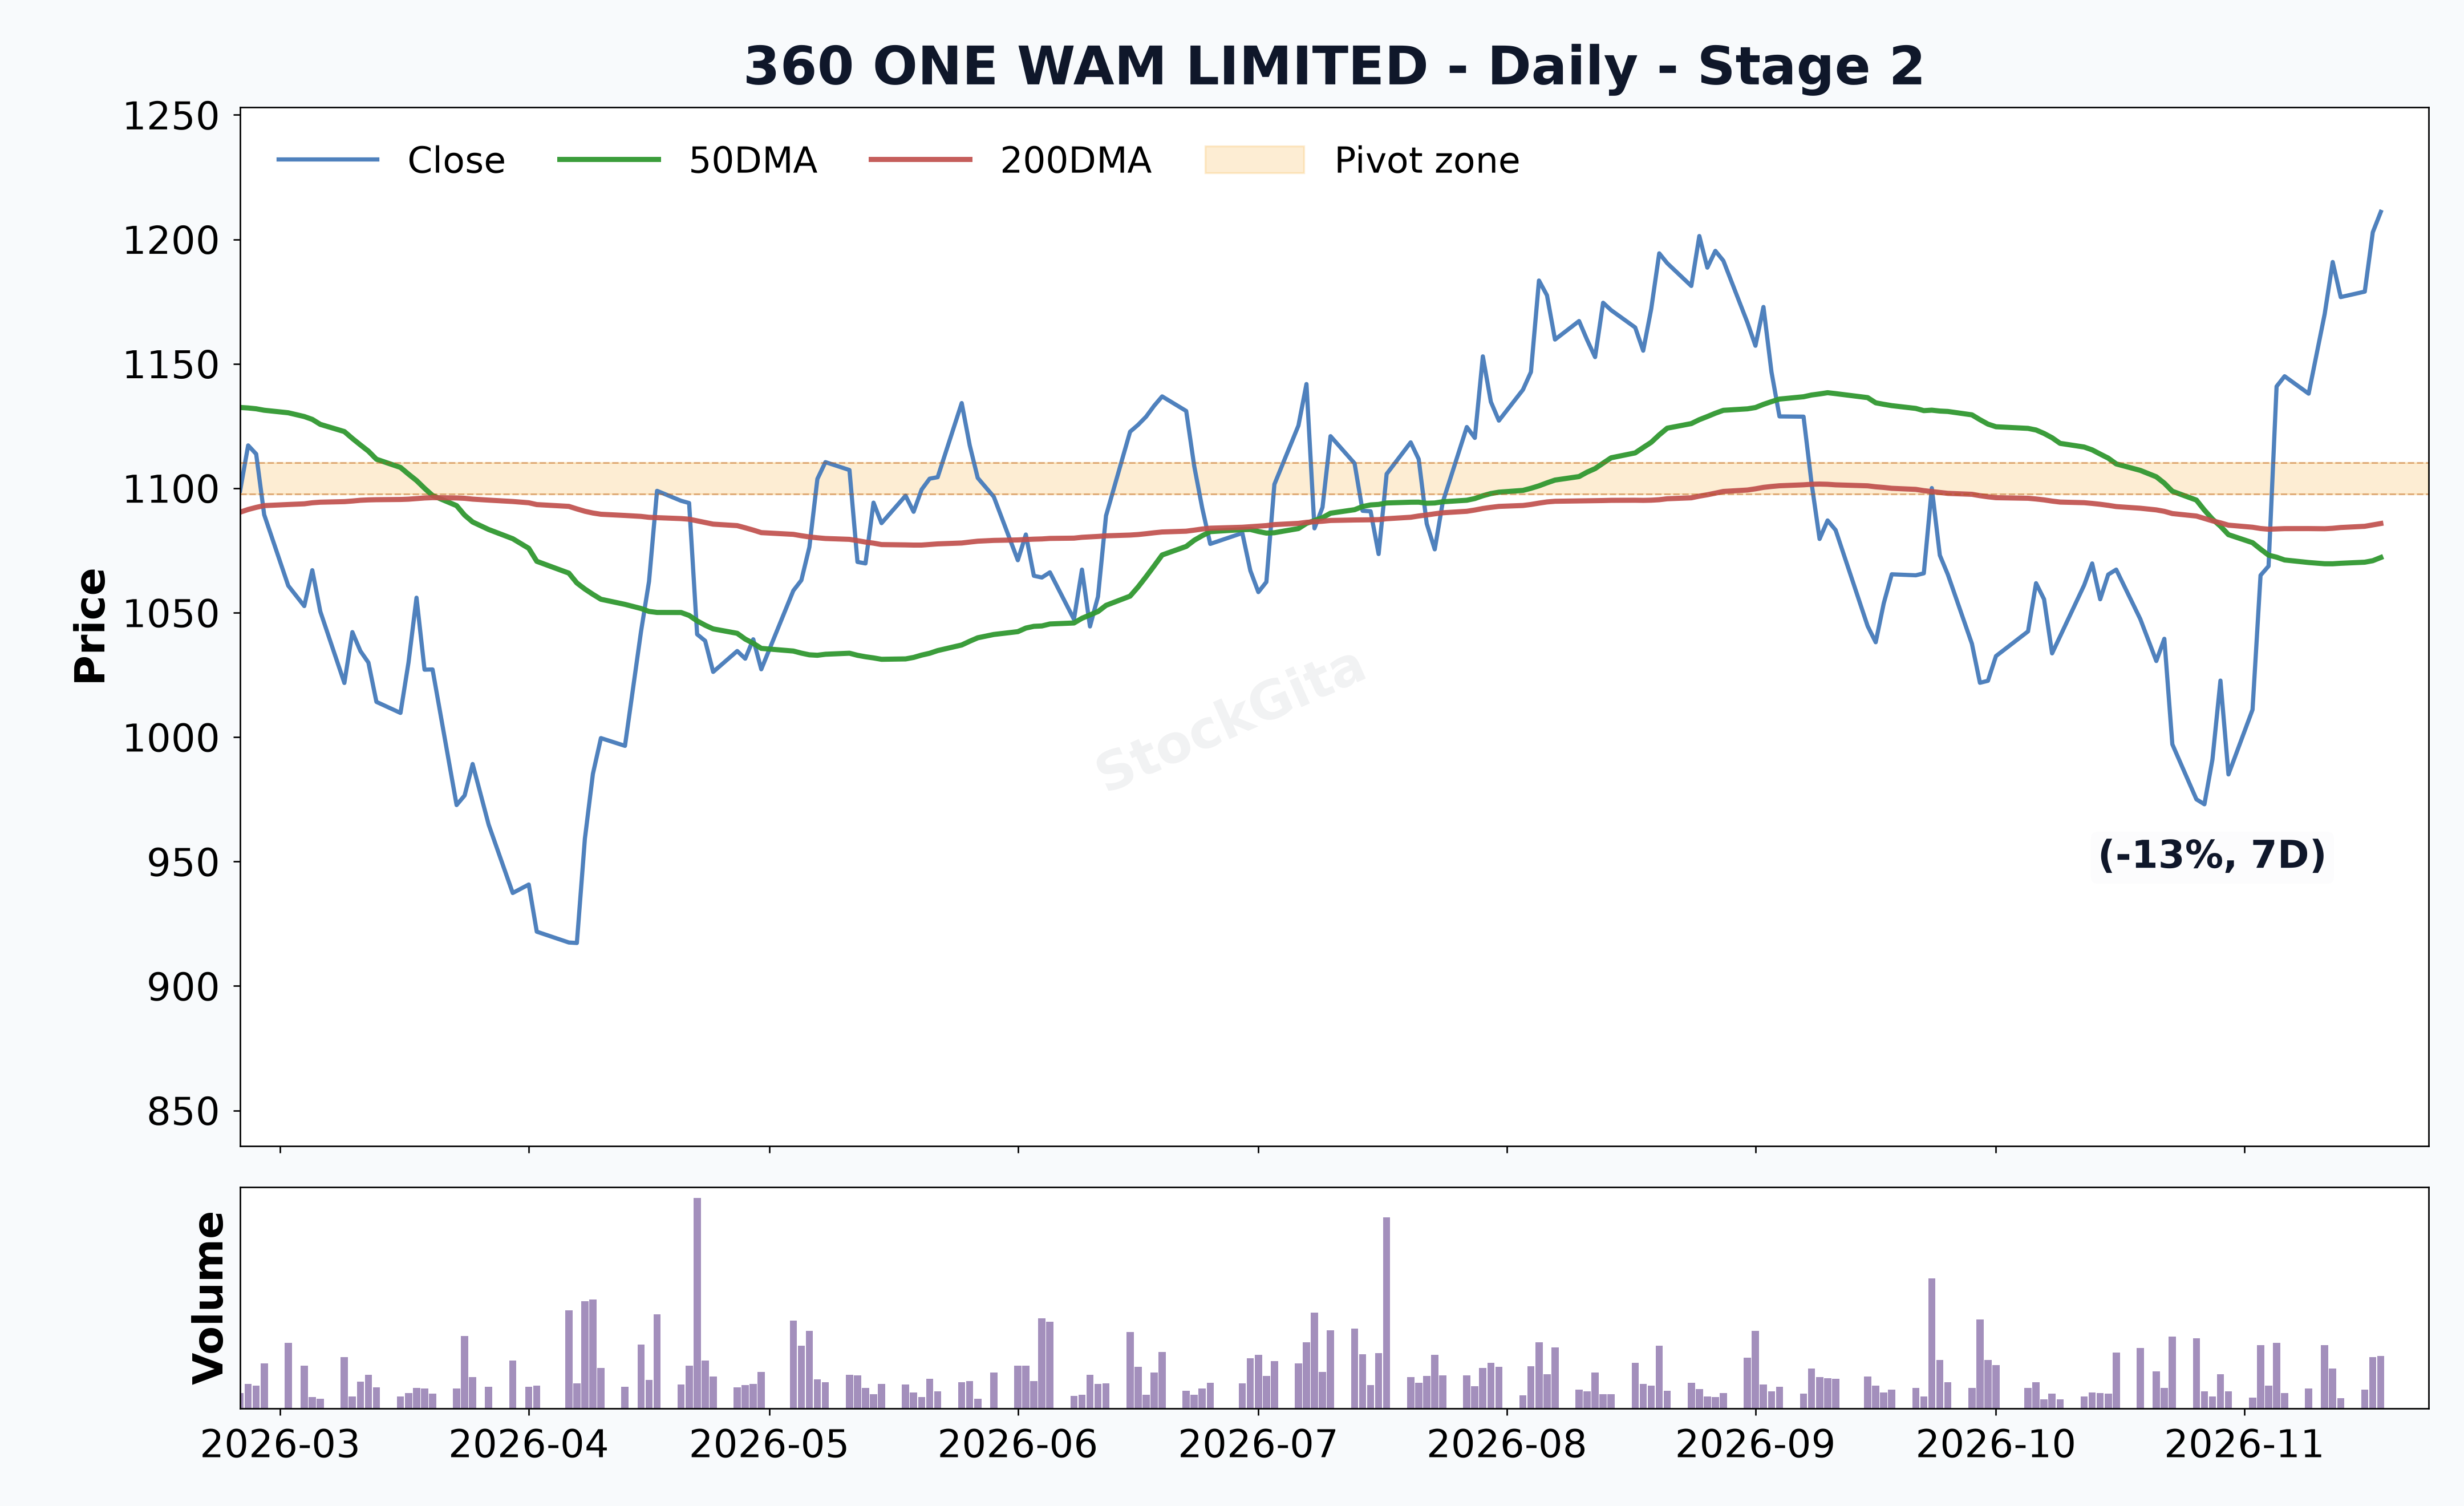 360 ONE WAM LIMITED - Daily - Stage 2
Close 50DMA 200DMA Pivot zone
1250
1200
1150
1100
1050
1000
950
900
850
Price
StockGita
(-13%, 7D)
Volume
2026-03 2026-04 2026-05 2026-06 2026-07 2026-08 2026-09 2026-10 2026-11